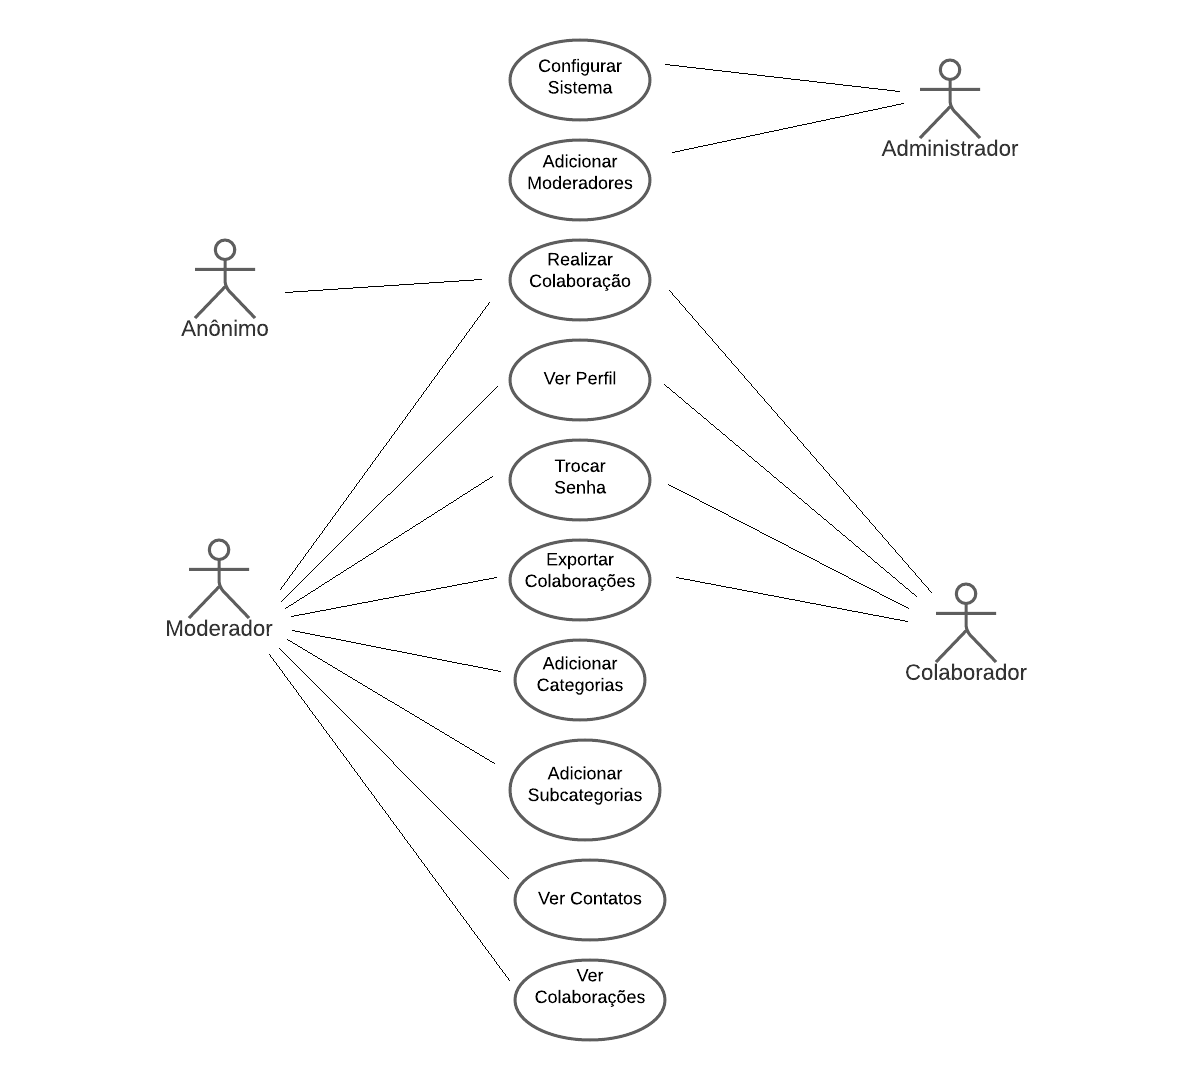 Configurar
Sistema
Administrador
Adicionar
Moderadores
Realizar
Colaboração
Anônimo
Ver Perfil
Trocar
Senha
Exportar
Colaborações
Moderador
Adicionar
Categorias
Colaborador
Adicionar
Subcategorias
Ver Contatos
Ver
Colaborações